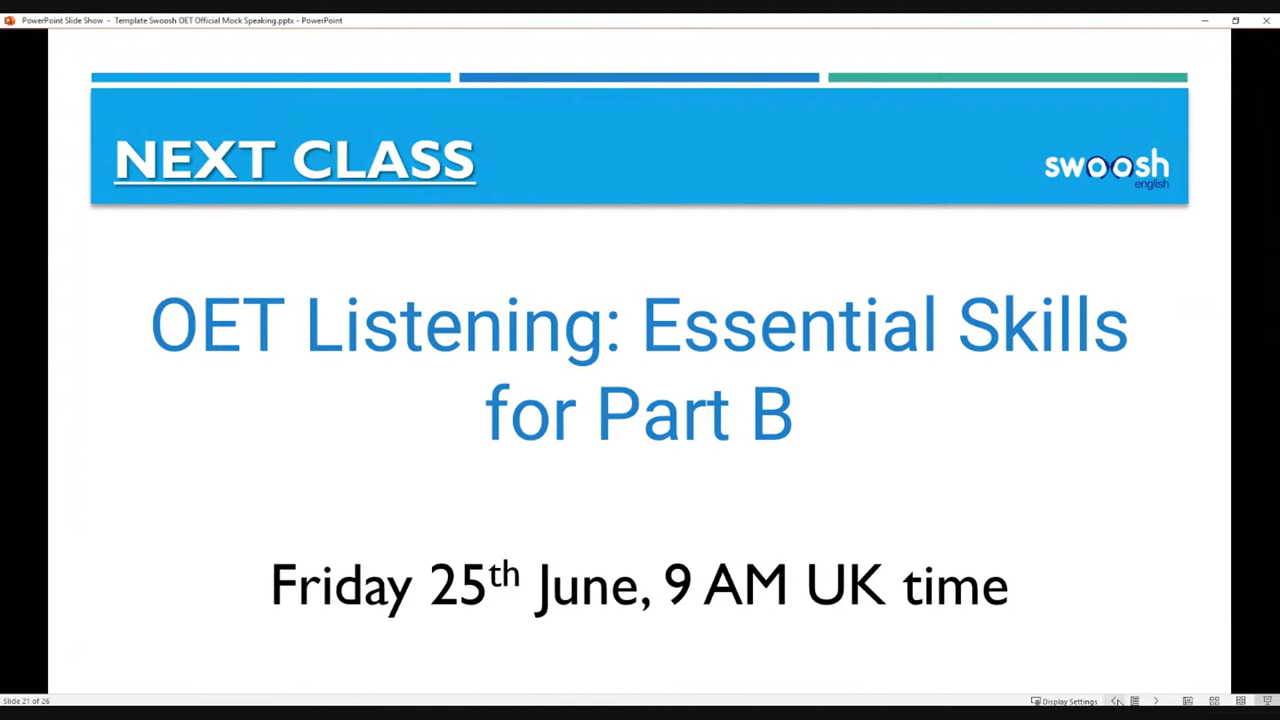 PowerPoint Slide Show - Template Swoosh OET Official Mock Speaking.pptx - PowerPoint
NEXT CLASS
swoosh
english
OET Listening: Essential Skills
for Part B
Friday 25th June, 9 AM UK time
Slide 21 of 26
Display Settings